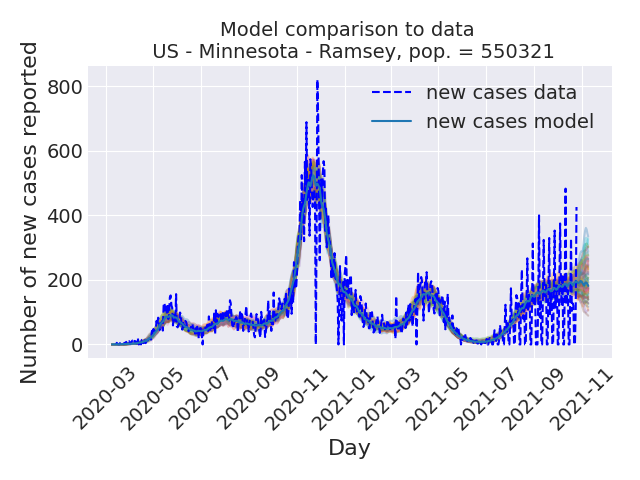 Model comparison to data
US - Minnesota - Ramsey, pop. = 550321
Number of new cases reported
800
600
400
200
0
new cases data
new cases model
2020-03
2020-05
2020-07
2020-09
2020-11
2021-01
2021-03
2021-05
2021-07
2021-09
2021-11
Day